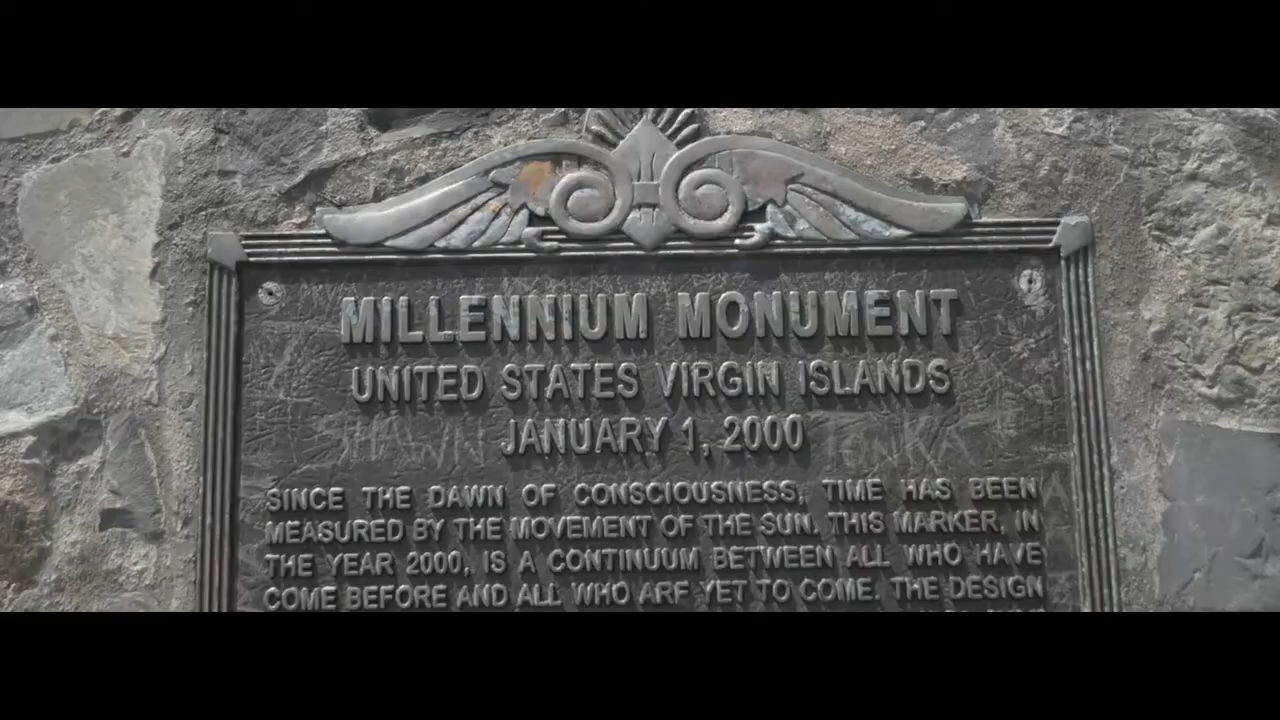 MILLENNIUM MONUMENT
UNITED STATES VIRGIN ISLANDS
JANUARY 1, 2000
SHAWN
SINCE THE DAWN OF CONSCIOUSNESS, TIME HAS BEEN
MEASURED BY THE MOVEMENT OF THE SUN. THIS MARKER, IN
THE YEAR 2000, IS A CONTINUUM BETWEEN ALL WHO HAVE
COME BEFORE AND ALL WHO ARE YET TO COME. THE DESIGN